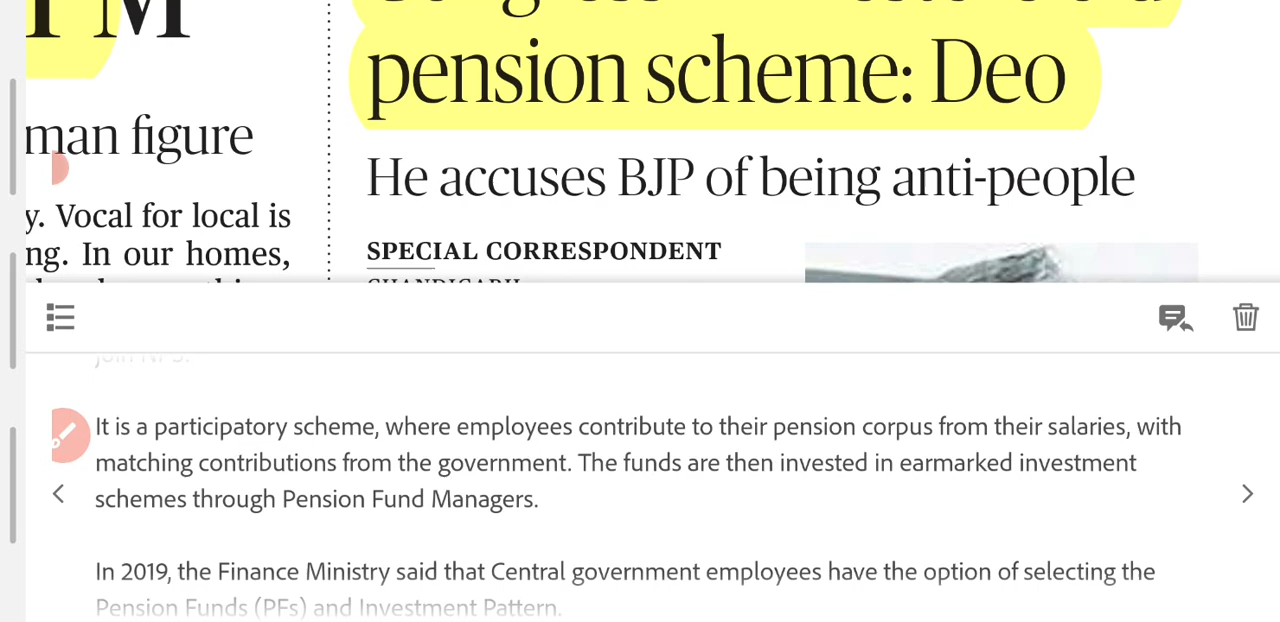 PM
man figure
y. Vocal for local is
ng. In our homes,
pension scheme: Deo
He accuses BJP of being anti-people
SPECIAL CORRESPONDENT
CHANDIGARH
join NPS.
It is a participatory scheme, where employees contribute to their pension corpus from their salaries, with
matching contributions from the government. The funds are then invested in earmarked investment
schemes through Pension Fund Managers.
In 2019, the Finance Ministry said that Central government employees have the option of selecting the
Pension Funds (PFs) and Investment Pattern.